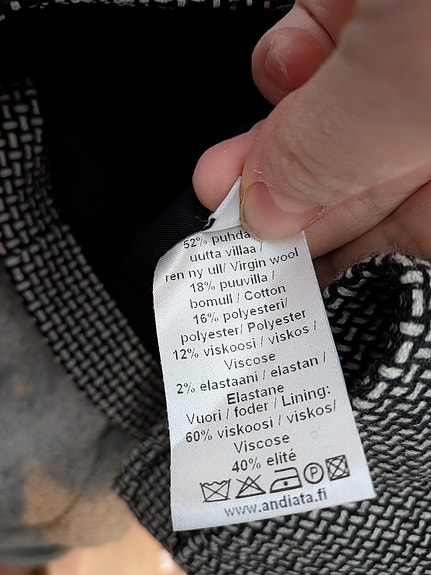 52% puhda
uutta villaa /
ren ny ull/ Virgin wool
18% puuvilla /
bomull / Cotton
16% polyesteri/
polyester/ Polyester
12% viskoosi / viskos /
Viscose
2% elastaani / elastan /
Elastane
Vuori / foder / Lining:
60% viskoosi / viskos/
Viscose
40% elité
P
www.andiata.fi